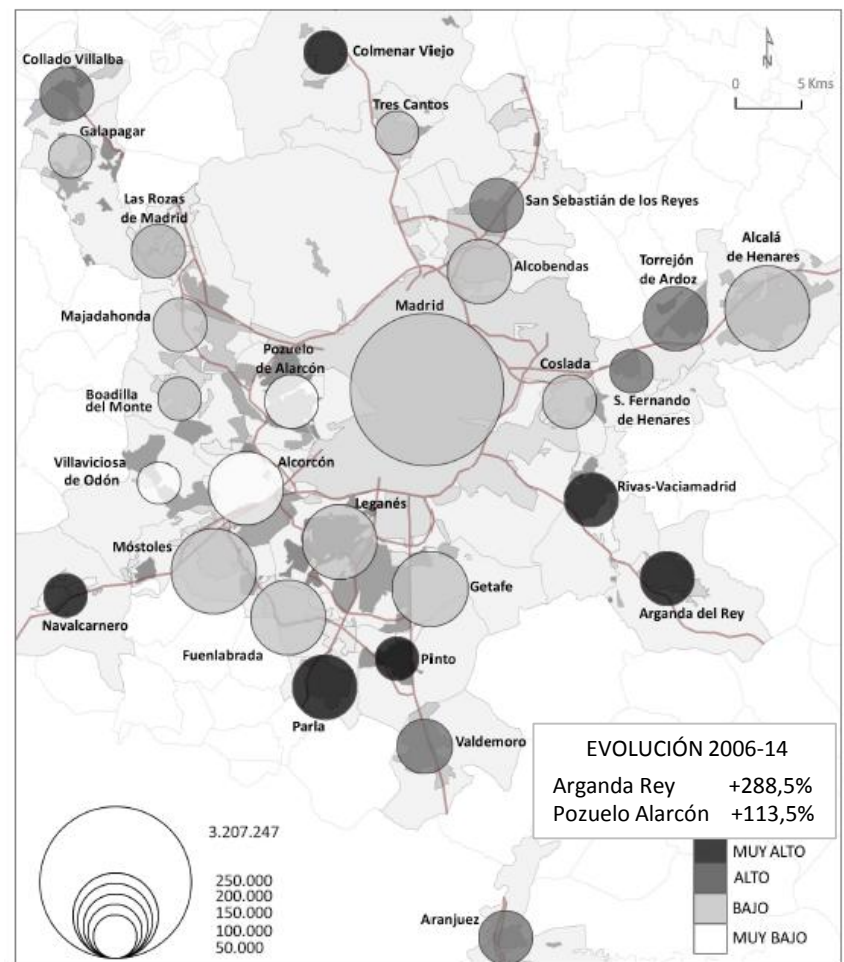 Colmenar Viejo
Collado Villalba
N
0 5 Kms
Tres Cantos
Galapagar
Las Rozas
de Madrid
San Sebastián de los Reyes
Alcalá
de Henares
Torrejón
de Ardoz
Alcobendas
Madrid
Majadahonda
Pozuelo
de Alarcón
Coslada
Boadilla
del Monte
S. Fernando
de Henares
Villaviciosa
de Odón
Alcorcón
Rivas-Vaciamadrid
Leganés
Móstoles
Getafe
Navalcarnero
Arganda del Rey
Fuenlabrada
Pinto
Parla
Valdemoro
EVOLUCIÓN 2006-14
Arganda Rey +288,5%
Pozuelo Alarcón +113,5%
3.207.247
250.000
200.000
150.000
100.000
50.000
MUY ALTO
ALTO
BAJO
MUY BAJO
Aranjuez